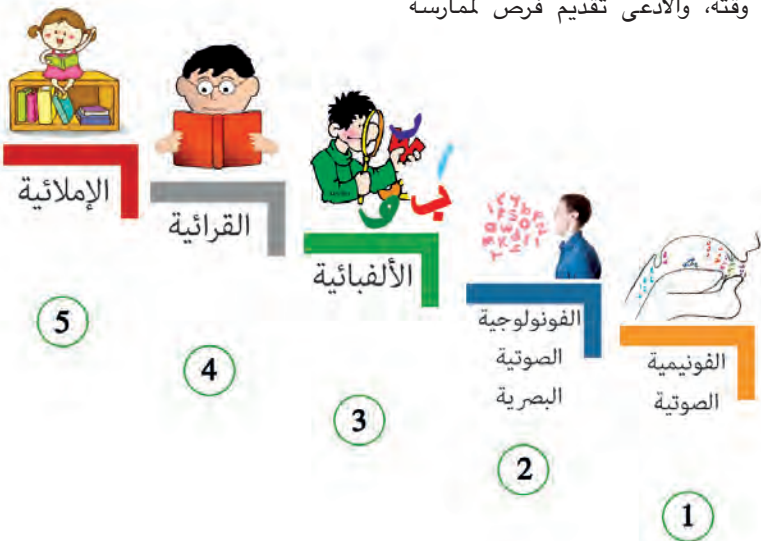 وقته، والأدعى تقديم فرص لممارسة
الفونيمية
الصوتية
1
الفونولوجية
الصوتية
البصرية
2
الألفبائية
3
القرائية
4
الإملائية
5